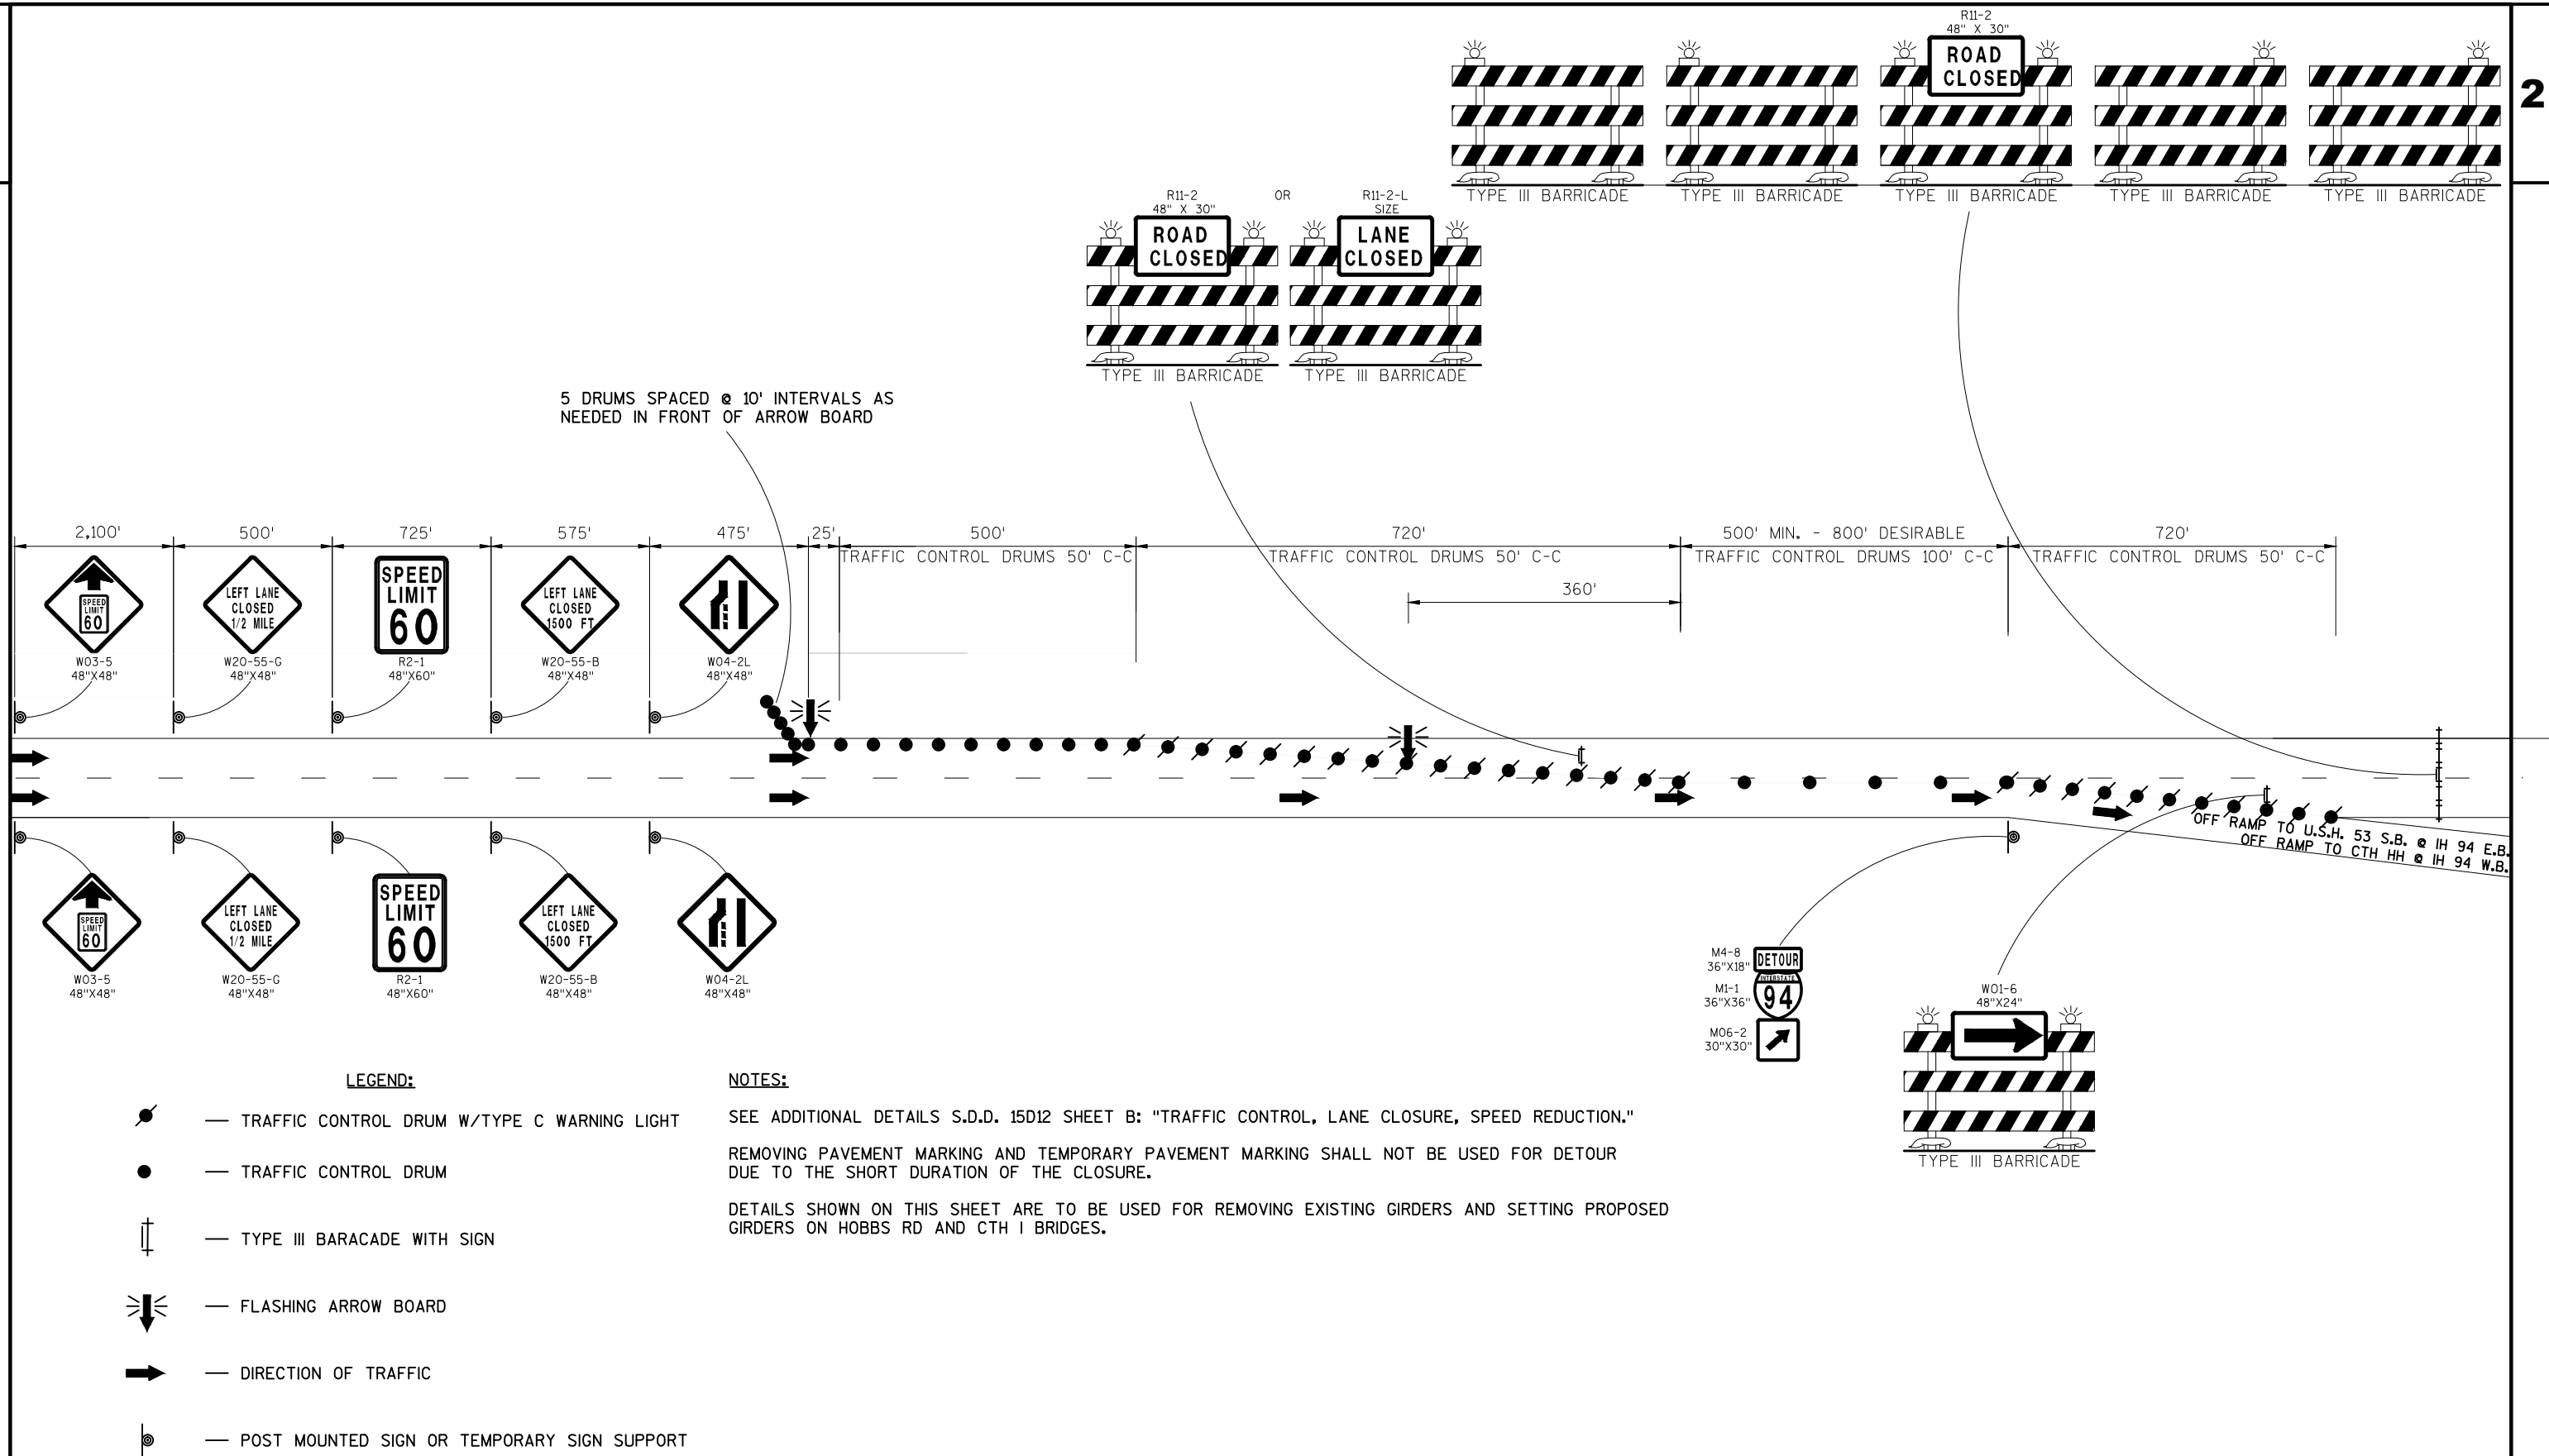 R11-2
48" X 30"
ROAD
CLOSED
2
TYPE III BARRICADE
TYPE III BARRICADE
TYPE III BARRICADE
TYPE III BARRICADE
TYPE III BARRICADE
R11-2
48" X 30"
OR
R11-2-L
SIZE
ROAD
CLOSED
LANE
CLOSED
TYPE III BARRICADE
TYPE III BARRICADE
5 DRUMS SPACED @ 10' INTERVALS AS
NEEDED IN FRONT OF ARROW BOARD
2,100'
500'
725'
575'
475'
25'
500'
720'
500' MIN. - 800' DESIRABLE
720'
TRAFFIC CONTROL DRUMS 50' C-C
TRAFFIC CONTROL DRUMS 50' C-C
TRAFFIC CONTROL DRUMS 100' C-C
TRAFFIC CONTROL DRUMS 50' C-C
360'
SPEED
LIMIT
60
LEFT LANE
CLOSED
1/2 MILE
SPEED
LIMIT
60
LEFT LANE
CLOSED
1500 FT
W03-5
48"X48"
W20-55-G
48"X48"
R2-1
48"X60"
W20-55-B
48"X48"
W04-2L
48"X48"
OFF RAMP TO U.S.H. 53 S.B. @ IH 94 E.B.
OFF RAMP TO CTH HH @ IH 94 W.B.
SPEED
LIMIT
60
LEFT LANE
CLOSED
1/2 MILE
SPEED
LIMIT
60
LEFT LANE
CLOSED
1500 FT
W03-5
48"X48"
W20-55-G
48"X48"
R2-1
48"X60"
W20-55-B
48"X48"
W04-2L
48"X48"
M4-8
36"X18"
DETOUR
M1-1
36"X36"
INTERSTATE
94
M06-2
30"X30"
W01-6
48"X24"
TYPE III BARRICADE
LEGEND:
— TRAFFIC CONTROL DRUM W/TYPE C WARNING LIGHT
— TRAFFIC CONTROL DRUM
— TYPE III BARACADE WITH SIGN
— FLASHING ARROW BOARD
— DIRECTION OF TRAFFIC
— POST MOUNTED SIGN OR TEMPORARY SIGN SUPPORT
NOTES:
SEE ADDITIONAL DETAILS S.D.D. 15D12 SHEET B: "TRAFFIC CONTROL, LANE CLOSURE, SPEED REDUCTION."
REMOVING PAVEMENT MARKING AND TEMPORARY PAVEMENT MARKING SHALL NOT BE USED FOR DETOUR
DUE TO THE SHORT DURATION OF THE CLOSURE.
DETAILS SHOWN ON THIS SHEET ARE TO BE USED FOR REMOVING EXISTING GIRDERS AND SETTING PROPOSED
GIRDERS ON HOBBS RD AND CTH I BRIDGES.